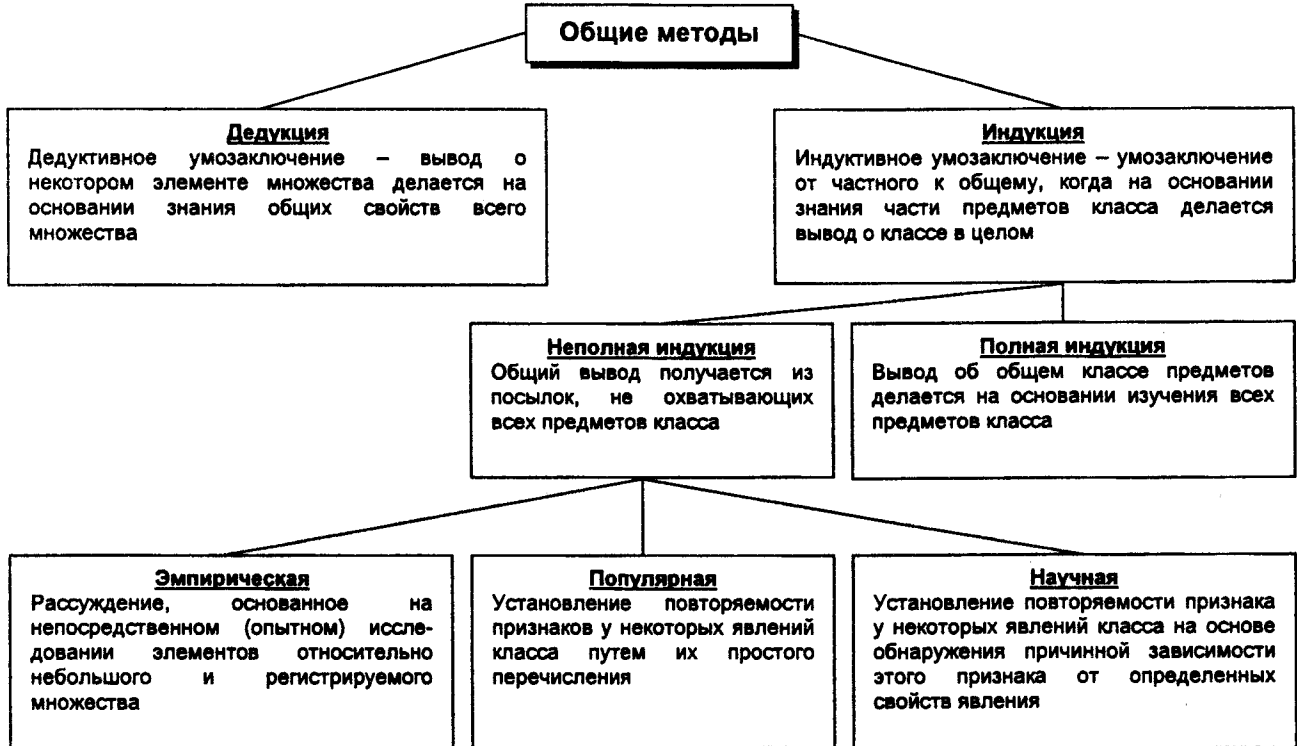 Общие методы
Дедукция
Дедуктивное умозаключение – вывод о
некотором элементе множества делается на
основании знания общих свойств всего
множества
Индукция
Индуктивное умозаключение – умозаключение
от частного к общему, когда на основании
знания части предметов класса делается
вывод о классе в целом
Неполная индукция
Общий вывод получается из
посылок, не охватывающих
всех предметов класса
Полная индукция
Вывод об общем классе предметов
делается на основании изучения всех
предметов класса
Эмпирическая
Рассуждение, основанное на
непосредственном (опытном) иссле-
довании элементов относительно
небольшого и регистрируемого
множества
Популярная
Установление повторяемости
признаков у некоторых явлений
класса путем их простого
перечисления
Научная
Установление повторяемости признака
у некоторых явлений класса на основе
обнаружения причинной зависимости
этого признака от определенных
свойств явления